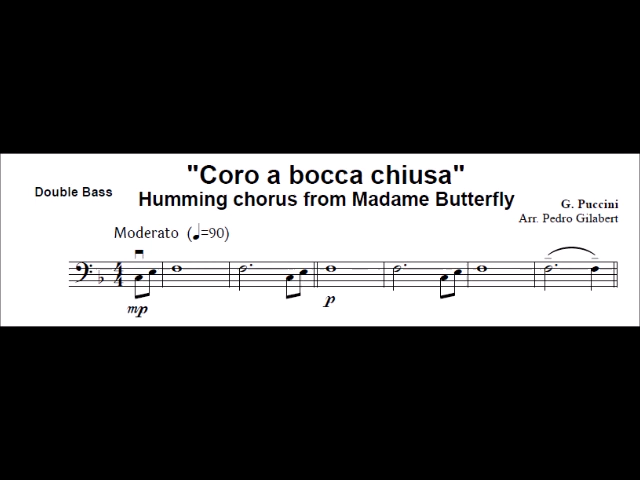 "Coro a bocca chiusa"
Double Bass
Humming chorus from Madame Butterfly
G. Puccini
Arr. Pedro Gilabert
Moderato (♩=90)
mp
p